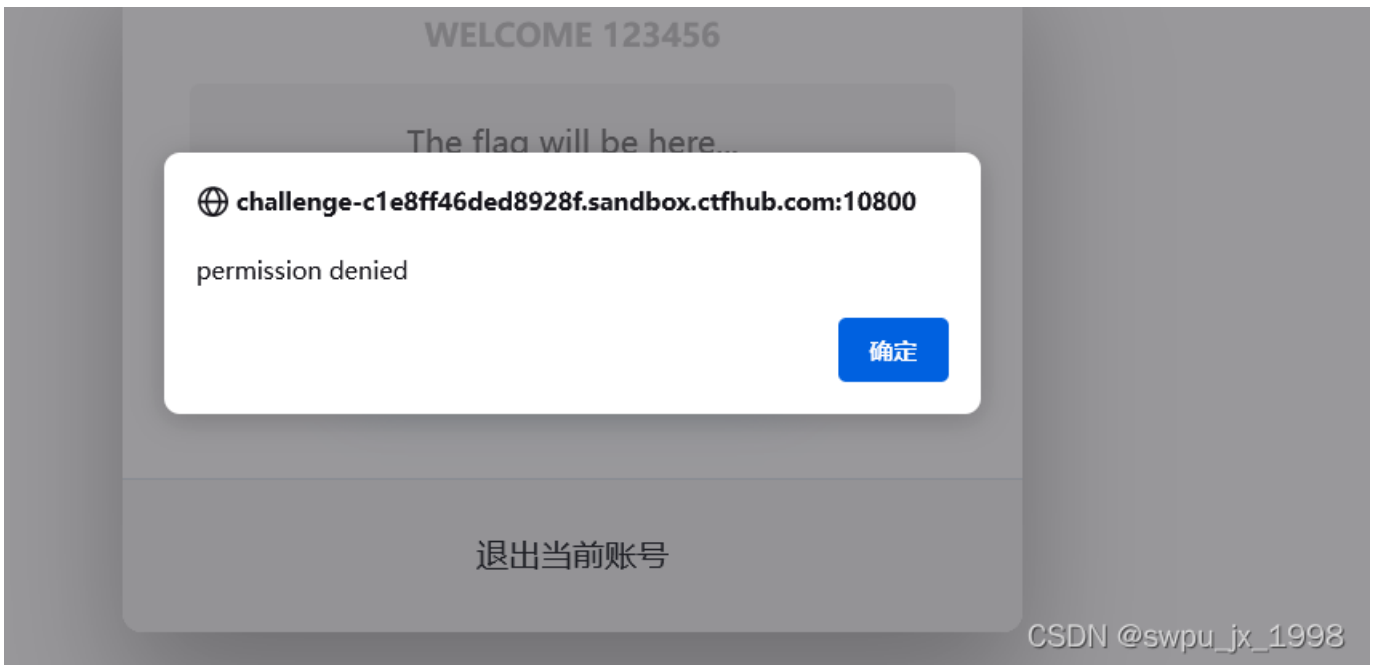 WELCOME 123456
The flag will be here...
challenge-c1e8ff46ded8928f.sandbox.ctfhub.com:10800
permission denied
确定
退出当前账号
CSDN @swpu_jx_1998